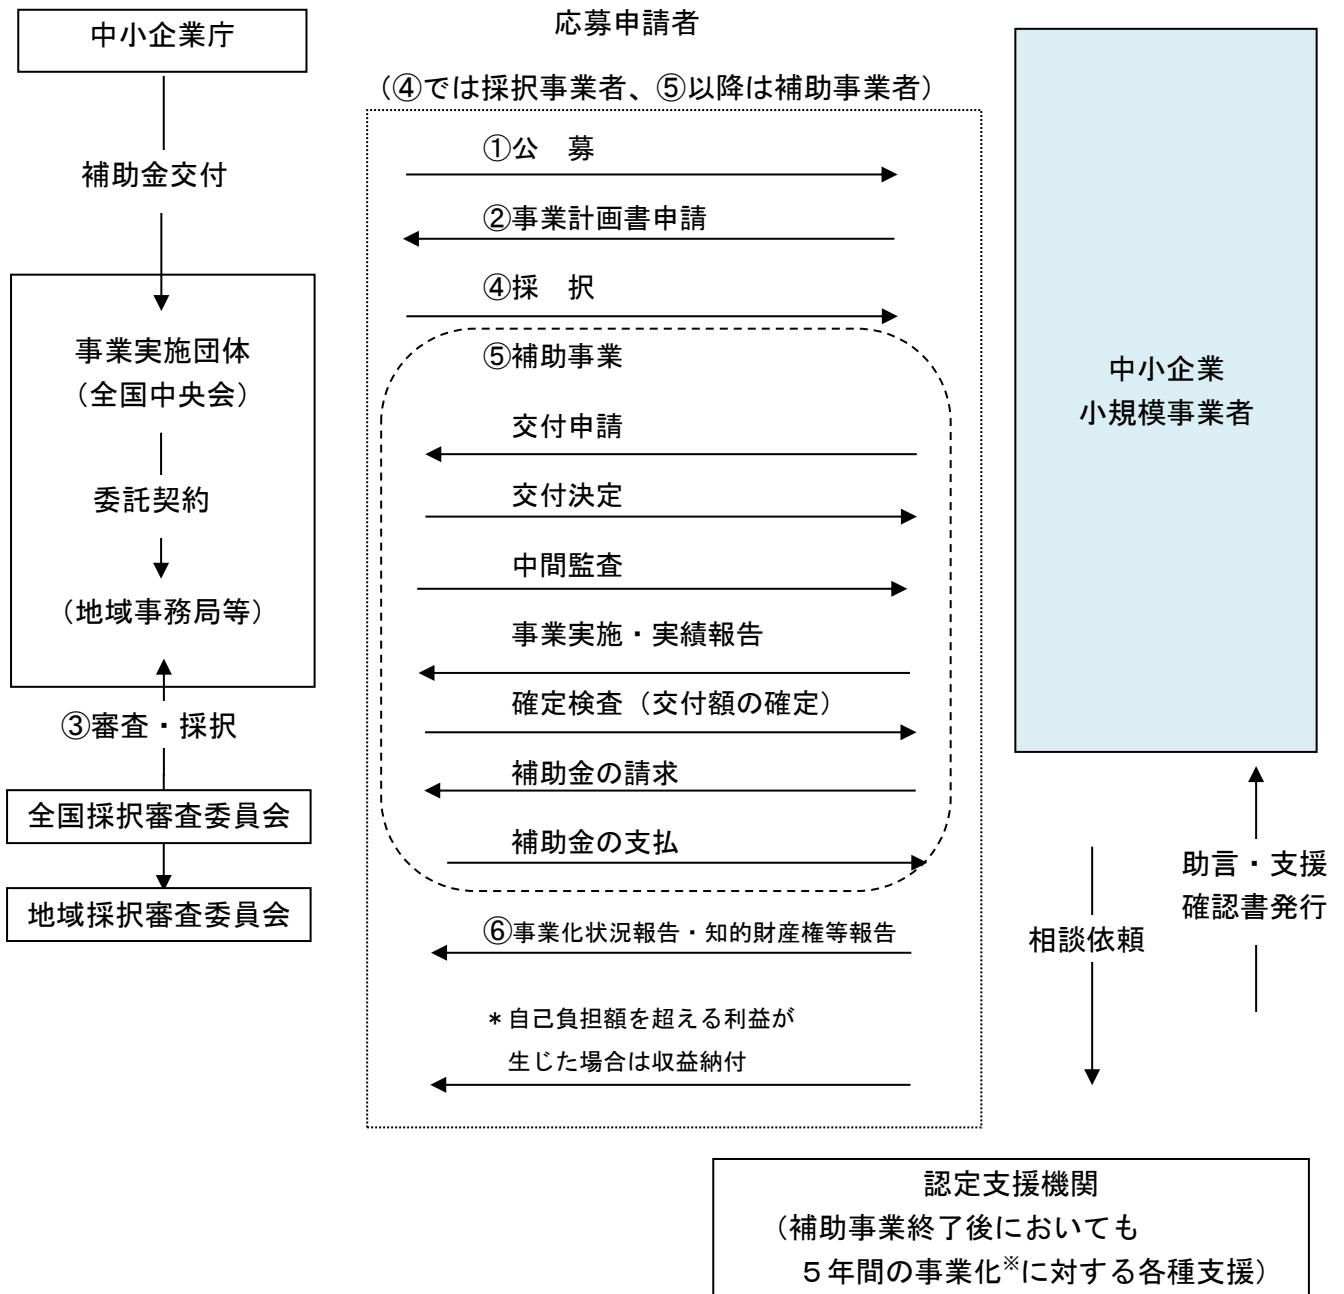 中小企業庁
補助金交付
事業実施団体
（全国中央会）
委託契約
（地域事務局等）
③審査・採択
全国採択審査委員会
地域採択審査委員会
応募申請者
（④では採択事業者、⑤以降は補助事業者）
①公　募
②事業計画書申請
④採　択
⑤補助事業
交付申請
交付決定
中間監査
事業実施・実績報告
確定検査（交付額の確定）
補助金の請求
補助金の支払
⑥事業化状況報告・知的財産権等報告
＊自己負担額を超える利益が
生じた場合は収益納付
中小企業
小規模事業者
相談依頼
助言・支援
確認書発行
認定支援機関
（補助事業終了後においても
５年間の事業化※に対する各種支援）